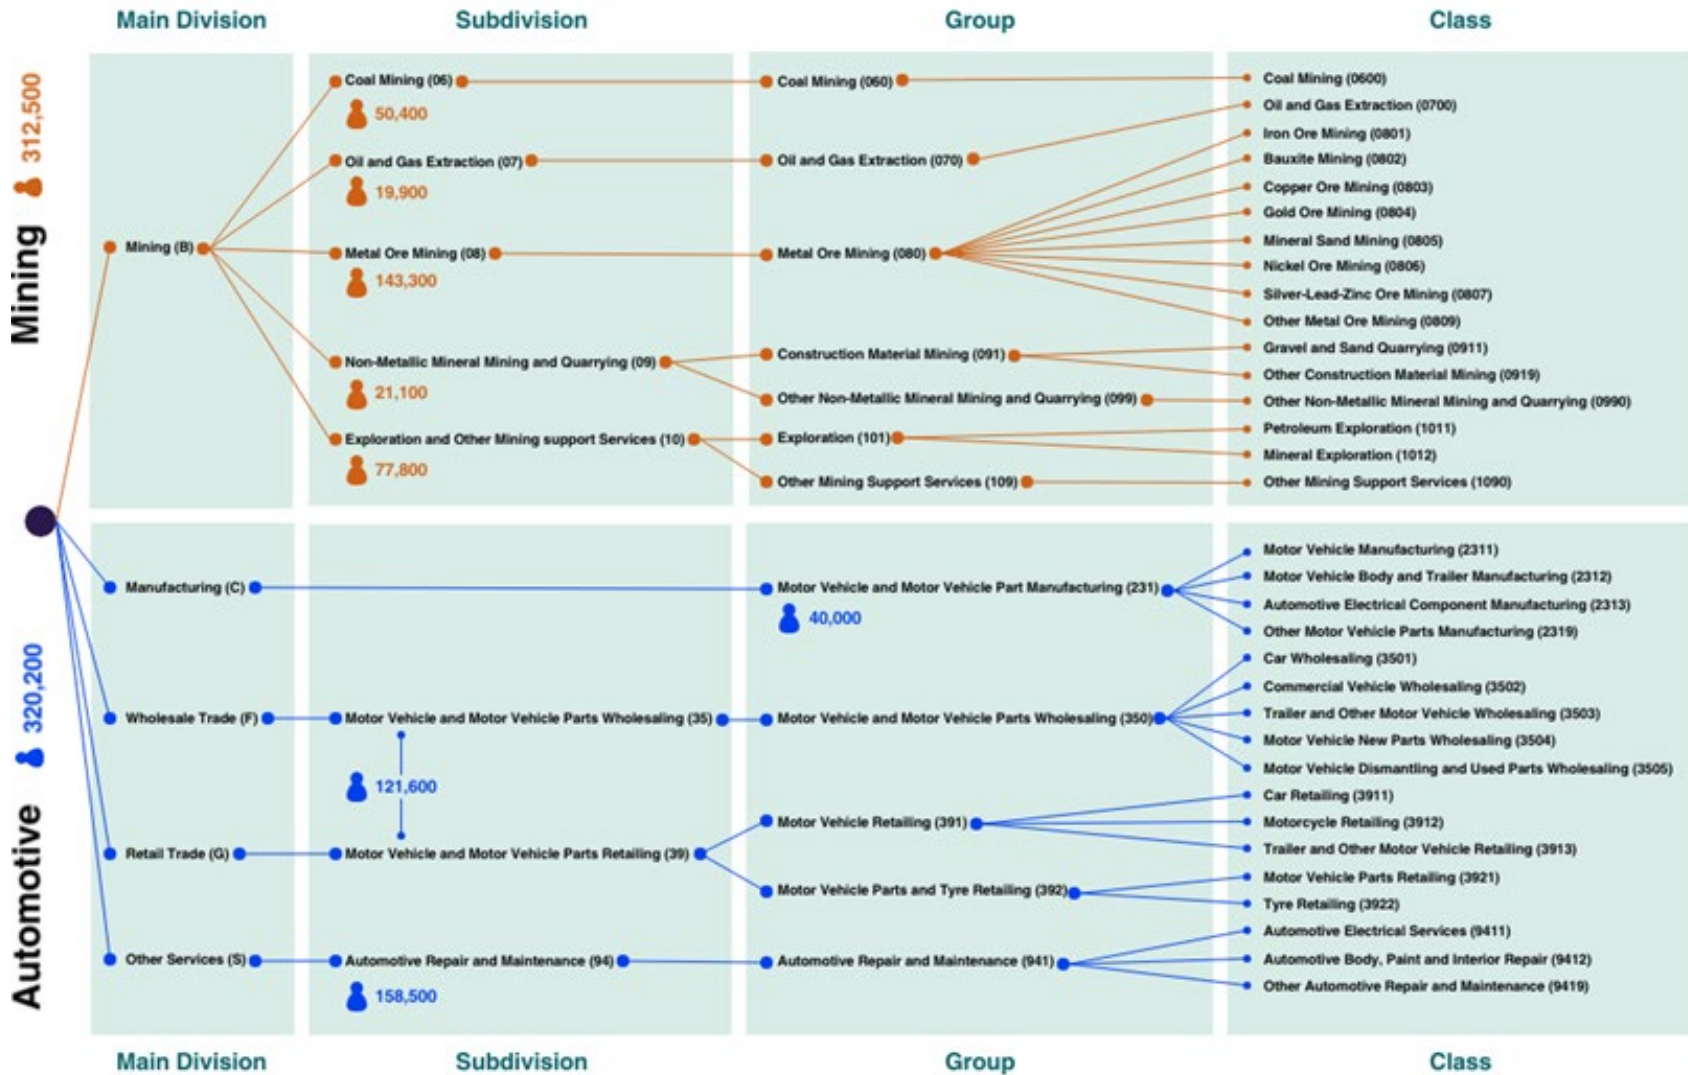 Main Division
Subdivision
Group
Class
Mining
312,500
Mining (B)
Coal Mining (06)
50,400
Oil and Gas Extraction (07)
19,900
Metal Ore Mining (08)
143,300
Non-Metallic Mineral Mining and Quarrying (09)
21,100
Exploration and Other Mining support Services (10)
77,800
Coal Mining (060)
Oil and Gas Extraction (070)
Metal Ore Mining (080)
Construction Material Mining (091)
Other Non-Metallic Mineral Mining and Quarrying (099)
Exploration (101)
Other Mining Support Services (109)
Coal Mining (0600)
Oil and Gas Extraction (0700)
Iron Ore Mining (0801)
Bauxite Mining (0802)
Copper Ore Mining (0803)
Gold Ore Mining (0804)
Mineral Sand Mining (0805)
Nickel Ore Mining (0806)
Silver-Lead-Zinc Ore Mining (0807)
Other Metal Ore Mining (0809)
Gravel and Sand Quarrying (0911)
Other Construction Material Mining (0919)
Other Non-Metallic Mineral Mining and Quarrying (0990)
Petroleum Exploration (1011)
Mineral Exploration (1012)
Other Mining Support Services (1090)
Automotive
320,200
Manufacturing (C)
Wholesale Trade (F)
Retail Trade (G)
Other Services (S)
Motor Vehicle and Motor Vehicle Parts Wholesaling (35)
121,600
Motor Vehicle and Motor Vehicle Parts Retailing (39)
Automotive Repair and Maintenance (94)
158,500
Motor Vehicle and Motor Vehicle Part Manufacturing (231)
40,000
Motor Vehicle and Motor Vehicle Parts Wholesaling (350)
Motor Vehicle Retailing (391)
Motor Vehicle Parts and Tyre Retailing (392)
Automotive Repair and Maintenance (941)
Motor Vehicle Manufacturing (2311)
Motor Vehicle Body and Trailer Manufacturing (2312)
Automotive Electrical Component Manufacturing (2313)
Other Motor Vehicle Parts Manufacturing (2319)
Car Wholesaling (3501)
Commercial Vehicle Wholesaling (3502)
Trailer and Other Motor Vehicle Wholesaling (3503)
Motor Vehicle New Parts Wholesaling (3504)
Motor Vehicle Dismantling and Used Parts Wholesaling (3505)
Car Retailing (3911)
Motorcycle Retailing (3912)
Trailer and Other Motor Vehicle Retailing (3913)
Motor Vehicle Parts Retailing (3921)
Tyre Retailing (3922)
Automotive Electrical Services (9411)
Automotive Body, Paint and Interior Repair (9412)
Other Automotive Repair and Maintenance (9419)
Main Division
Subdivision
Group
Class